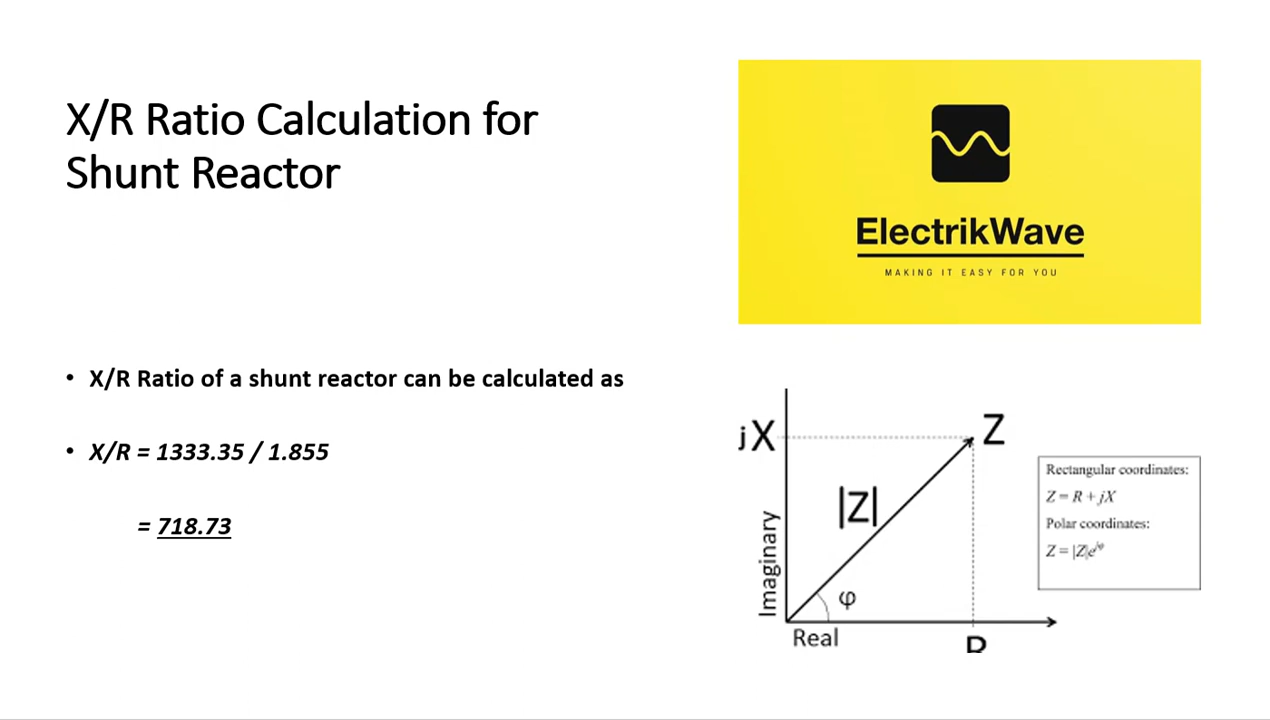 X/R Ratio Calculation for
Shunt Reactor
ElectrikWave
MAKING IT EASY FOR YOU
• X/R Ratio of a shunt reactor can be calculated as
• X/R = 1333.35 / 1.855
= 718.73
jX
Z
|Z|
φ
Imaginary
Real
R
Rectangular coordinates:
Z = R + jX
Polar coordinates:
Z = |Z|e^jφ